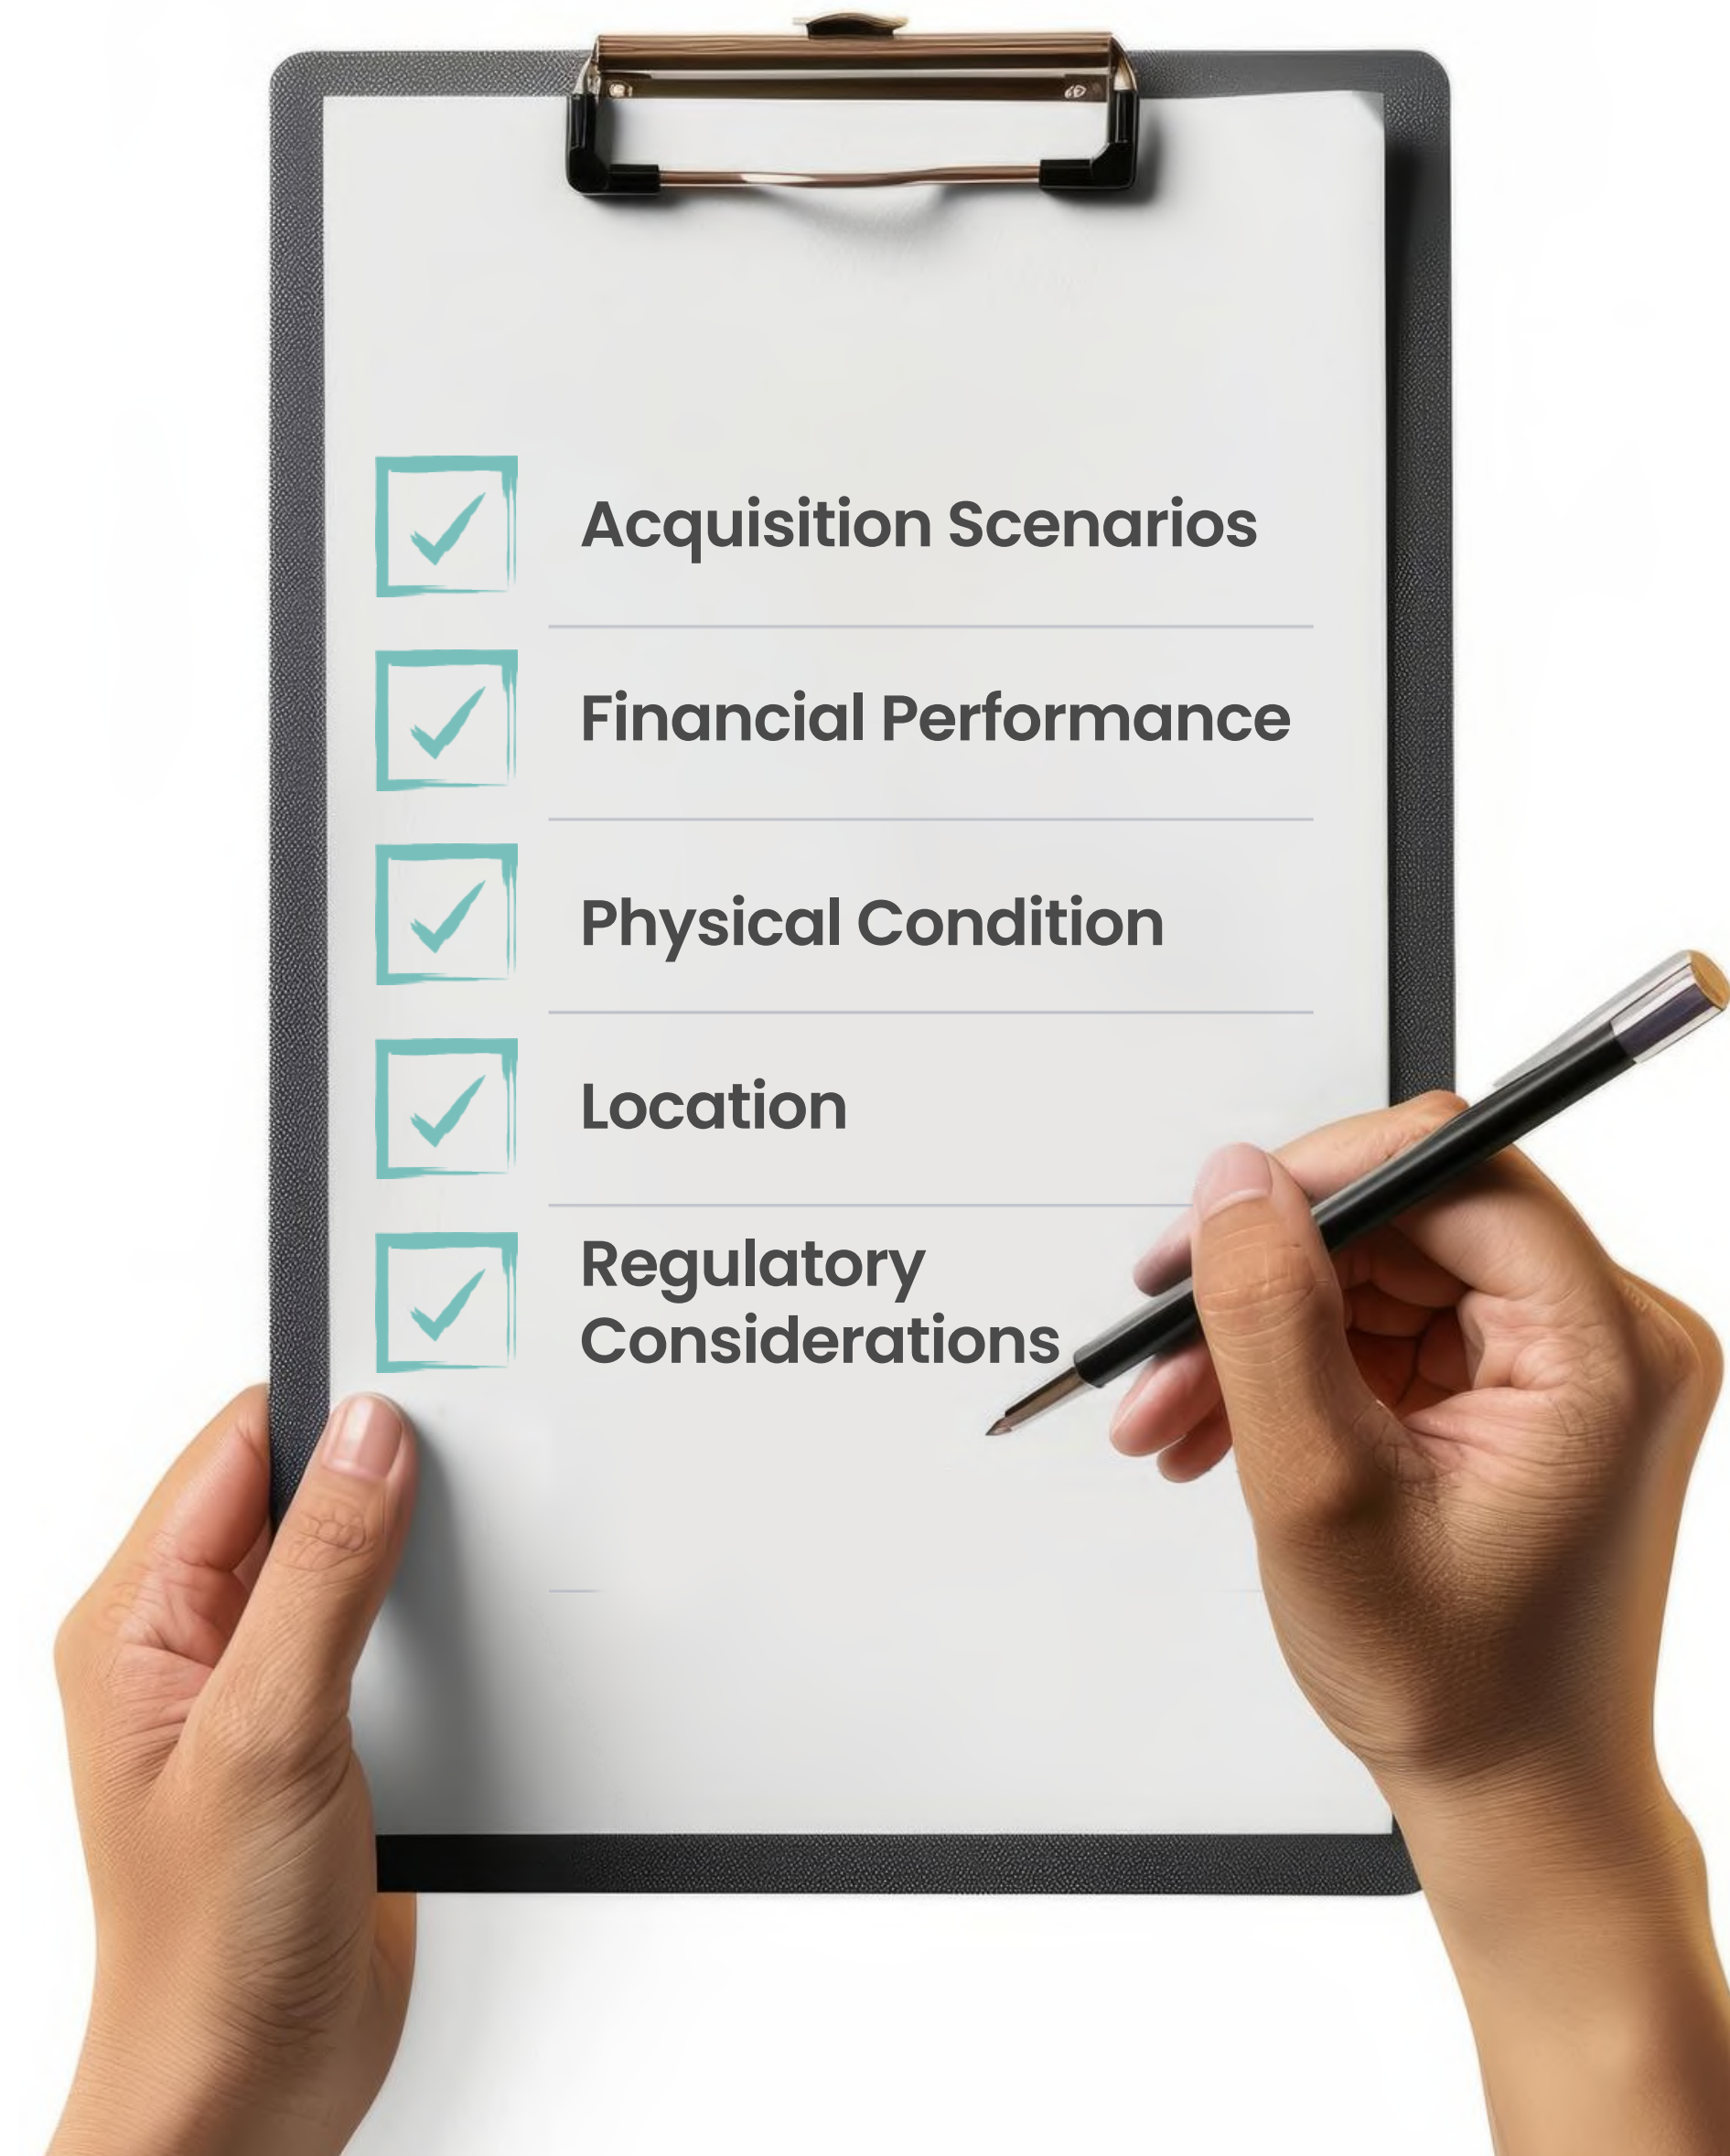 Acquisition Scenarios
Financial Performance
Physical Condition
Location
Regulatory
Considerations